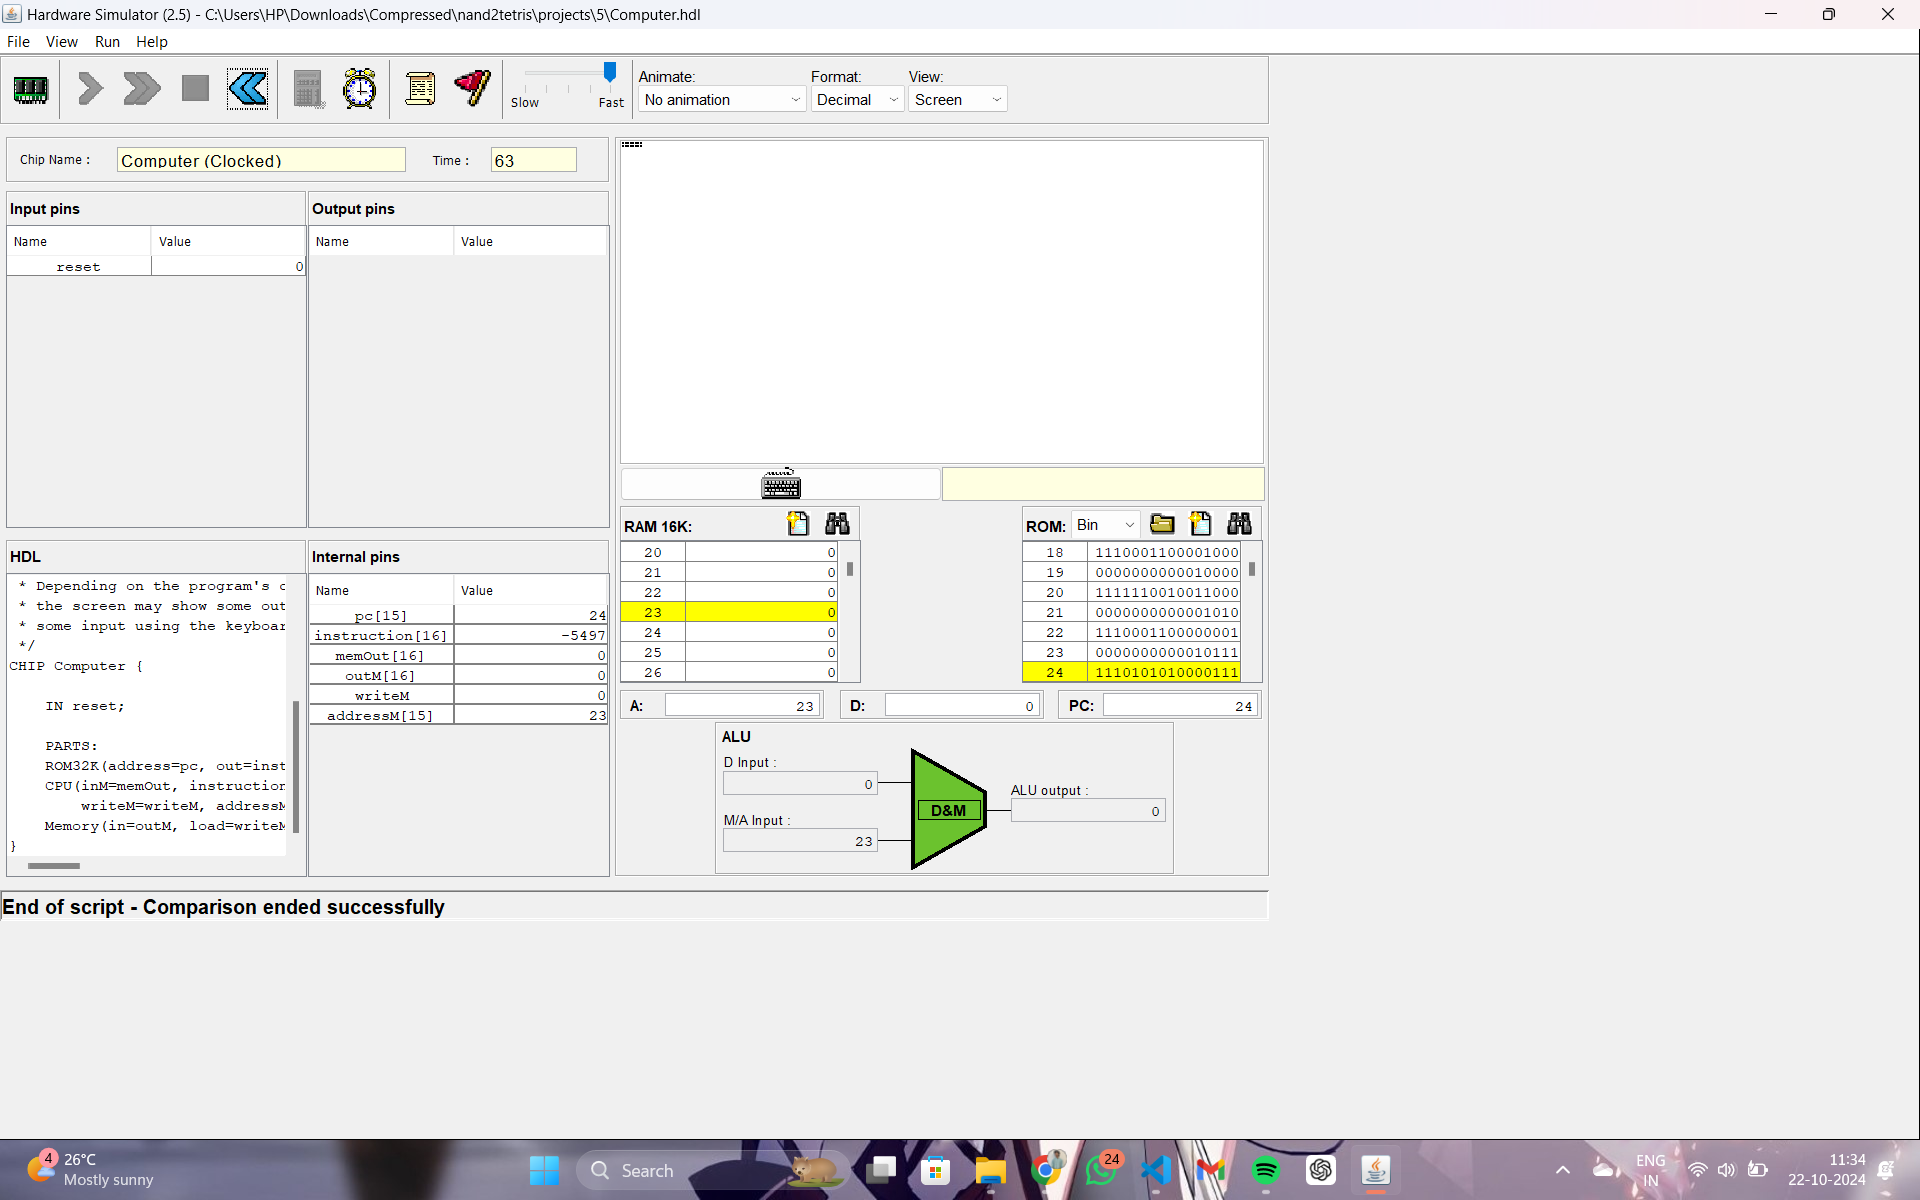 Hardware Simulator (2.5) - C:\Users\HP\Downloads\Compressed\nand2tetris\projects\5\Computer.hdl
File View Run Help
Slow Fast
Animate: Format: View:
No animation Decimal Screen
Chip Name : Computer (Clocked) Time : 63
Input pins
Name Value
reset 0
Output pins
Name Value
HDL
* Depending on the program's c
* the screen may show some out
* some input using the keyboar
*/
CHIP Computer {
IN reset;
PARTS:
ROM32K(address=pc, out=inst
CPU(inM=memOut, instruction
writeM=writeM, addressM
Memory(in=outM, load=writeM
}
Internal pins
Name Value
pc[15] 24
instruction[16] -5497
memOut[16] 0
outM[16] 0
writeM 0
addressM[15] 23
RAM 16K:
20 0
21 0
22 0
23 0
24 0
25 0
26 0
ROM: Bin
18 1110001100001000
19 0000000000010000
20 1111110010011000
21 0000000000001010
22 1110001100000001
23 0000000000010111
24 1110101010000111
A: 23 D: 0 PC: 24
ALU
D Input :
0
M/A Input :
23
D&M
ALU output :
0
End of script - Comparison ended successfully
4
26°C
Mostly sunny
Search
24
ENG
IN
11:34
22-10-2024